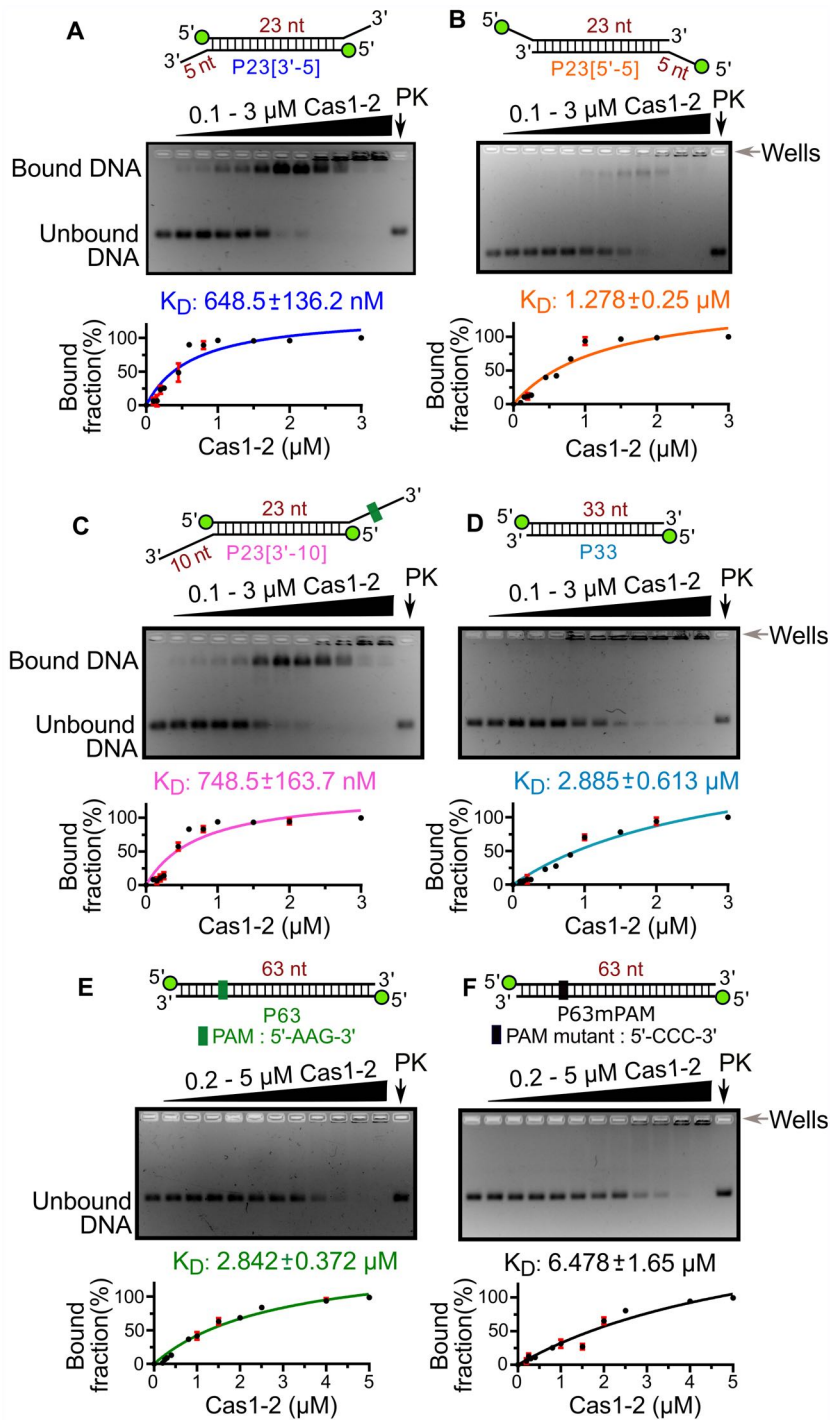 A
5' 23 nt 3'
3' 5 nt 5'
P23[3'-5]
0.1 - 3 µM Cas1-2 PK
Bound DNA
Unbound
DNA
K_D: 648.5±136.2 nM
Bound
fraction(%)
100
50
0
0 1 2 3
Cas1-2 (µM)
B
5' 23 nt 3'
3' 5 nt 5'
P23[5'-5]
0.1 - 3 µM Cas1-2 PK
Wells
K_D: 1.278±0.25 µM
Bound
fraction(%)
100
50
0
0 1 2 3
Cas1-2 (µM)
C
5' 23 nt 3'
3' 10 nt 5'
P23[3'-10]
0.1 - 3 µM Cas1-2 PK
Bound DNA
Unbound
DNA
K_D: 748.5±163.7 nM
Bound
fraction(%)
100
50
0
0 1 2 3
Cas1-2 (µM)
D
5' 33 nt 3'
3' 5'
P33
0.1 - 3 µM Cas1-2 PK
Wells
K_D: 2.885±0.613 µM
Bound
fraction(%)
100
50
0
0 1 2 3
Cas1-2 (µM)
E
5' 63 nt 3'
3' 5'
P63
PAM : 5'-AAG-3'
0.2 - 5 µM Cas1-2 PK
Unbound
DNA
K_D: 2.842±0.372 µM
Bound
fraction(%)
100
50
0
0 1 2 3 4 5
Cas1-2 (µM)
F
5' 63 nt 3'
3' 5'
P63mPAM
PAM mutant : 5'-CCC-3'
0.2 - 5 µM Cas1-2 PK
Wells
K_D: 6.478±1.65 µM
Bound
fraction(%)
100
50
0
0 1 2 3 4 5
Cas1-2 (µM)